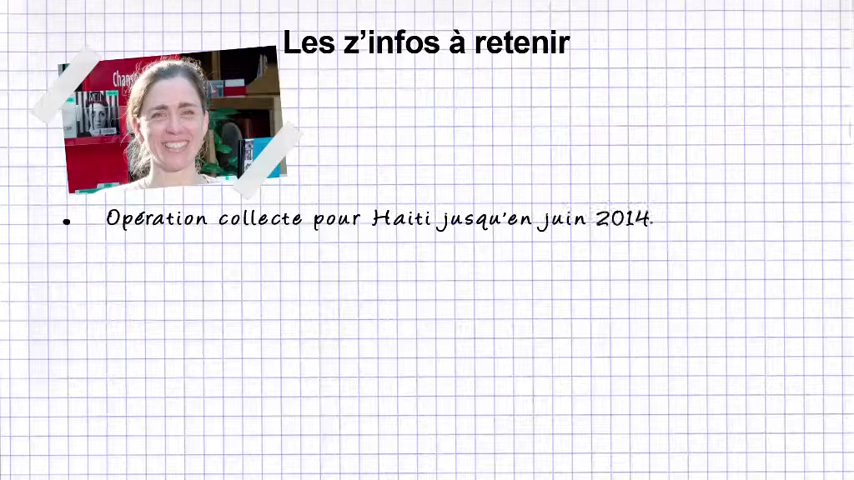 Les z'infos à retenir
• Opération collecte pour Haiti jusqu'en juin 2014.